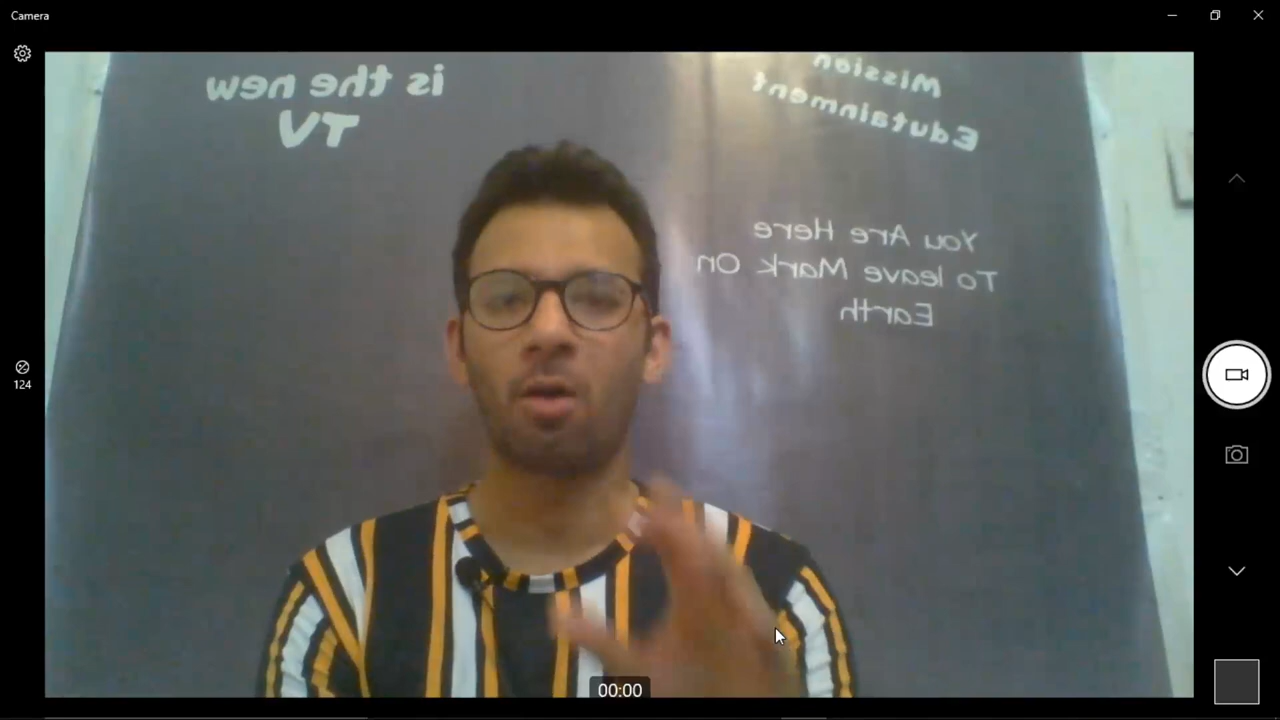 Camera
is the new
TV
Mission
Edutainment
You Are Here
To leave Mark On
Earth
124
00:00